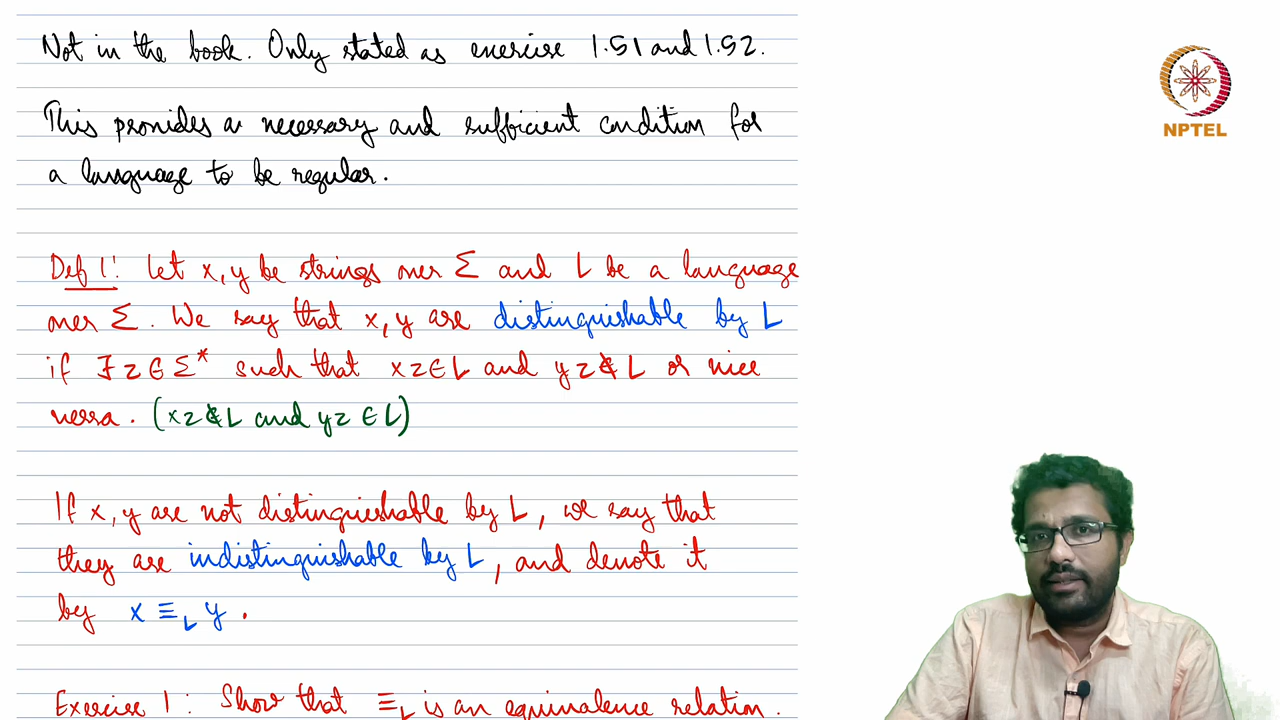 Not in the book. Only stated as exercise 1.51 and 1.52.
This provides a necessary and sufficient condition for
a language to be regular.
Def 1: Let x, y be strings over Σ and L be a language
over Σ. We say that x, y are distinguishable by L
if ∃ z ∈ Σ* such that xz ∈ L and yz ∉ L or vice
versa. (xz ∉ L and yz ∈ L)
If x, y are not distinguishable by L, we say that
they are indistinguishable by L, and denote it
by x ≡_L y.
Exercise 1: Show that ≡_L is an equivalence relation.
NPTEL